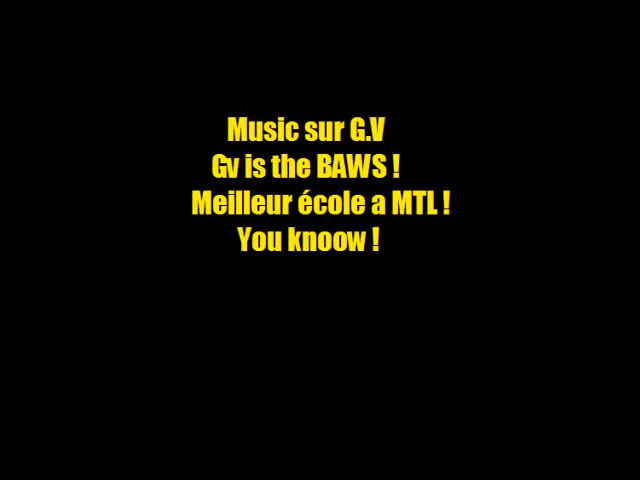 Music sur G.V
Gv is the BAWS !
Meilleur école a MTL !
You knoow !